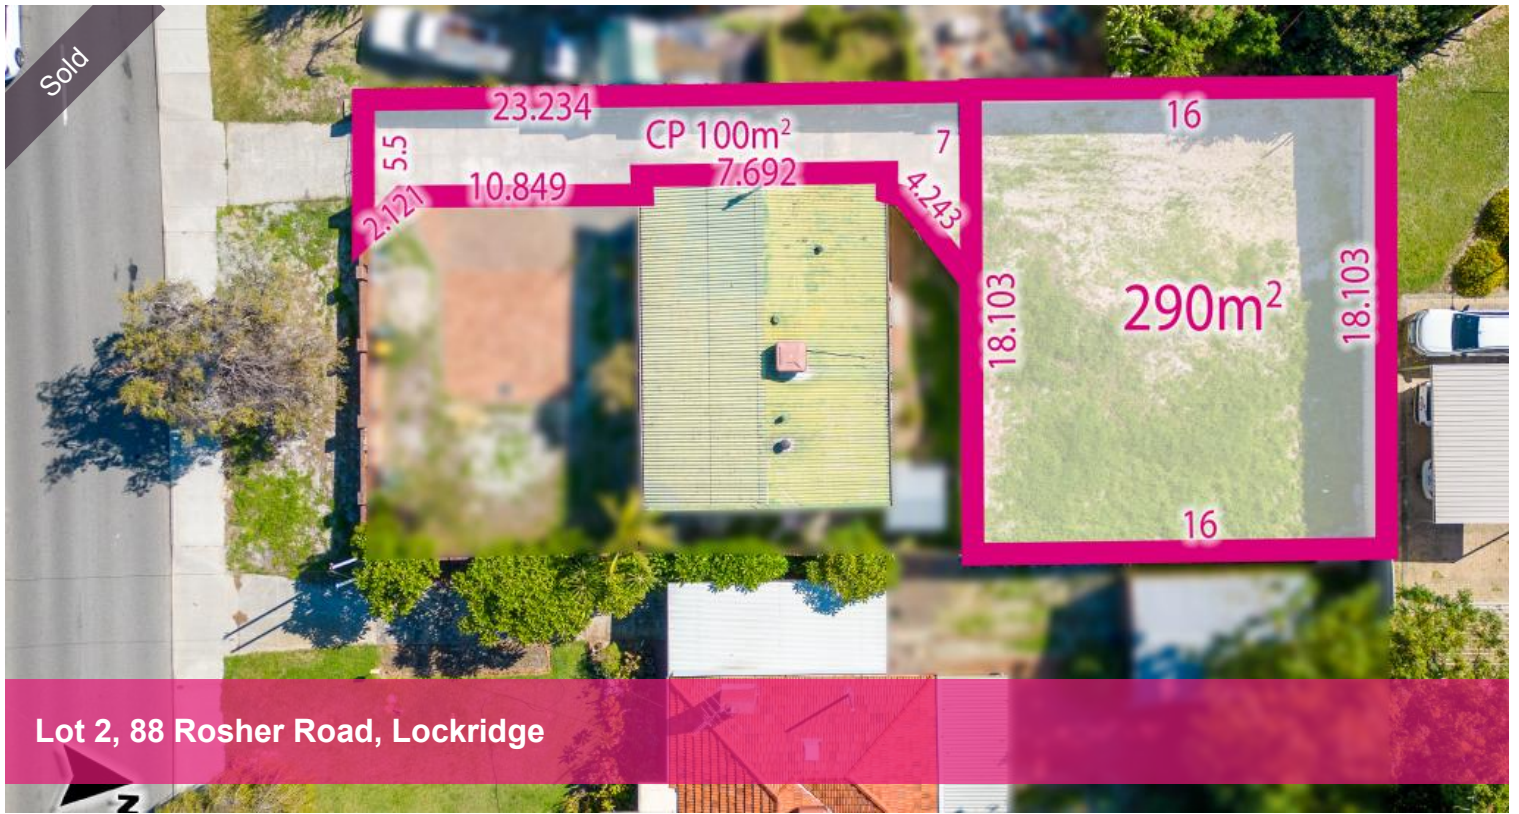 Sold
23.234
16
CP 100m²
5.5
7
7.692
10.849
4.243
2.121
18.103
290m²
18.103
16
Lot 2, 88 Rosher Road, Lockridge
N